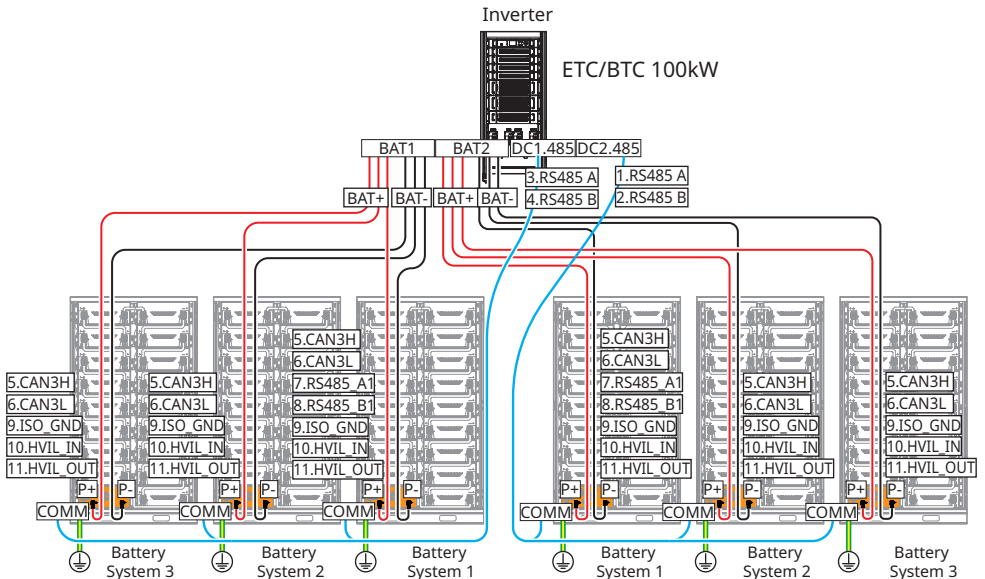 Inverter
ETC/BTC 100kW
BAT1 BAT2 DC1.485 DC2.485
3.RS485 A 1.RS485 A
BAT+ BAT- BAT+ BAT- 4.RS485 B 2.RS485 B
5.CAN3H 5.CAN3H
6.CAN3L 6.CAN3L
5.CAN3H 5.CAN3H 7.RS485_A1 7.RS485_A1 5.CAN3H 5.CAN3H
6.CAN3L 6.CAN3L 8.RS485_B1 8.RS485_B1 6.CAN3L 6.CAN3L
9.ISO_GND 9.ISO_GND 9.ISO_GND 9.ISO_GND 9.ISO_GND 9.ISO_GND
10.HVIL_IN 10.HVIL_IN 10.HVIL_IN 10.HVIL_IN 10.HVIL_IN 10.HVIL_IN
11.HVIL_OUT 11.HVIL_OUT 11.HVIL_OUT 11.HVIL_OUT 11.HVIL_OUT 11.HVIL_OUT
P+ P- P+ P- P+ P- P+ P- P+ P- P+ P-
COMM COMM COMM COMM COMM COMM
Battery Battery Battery Battery Battery Battery
System 3 System 2 System 1 System 1 System 2 System 3